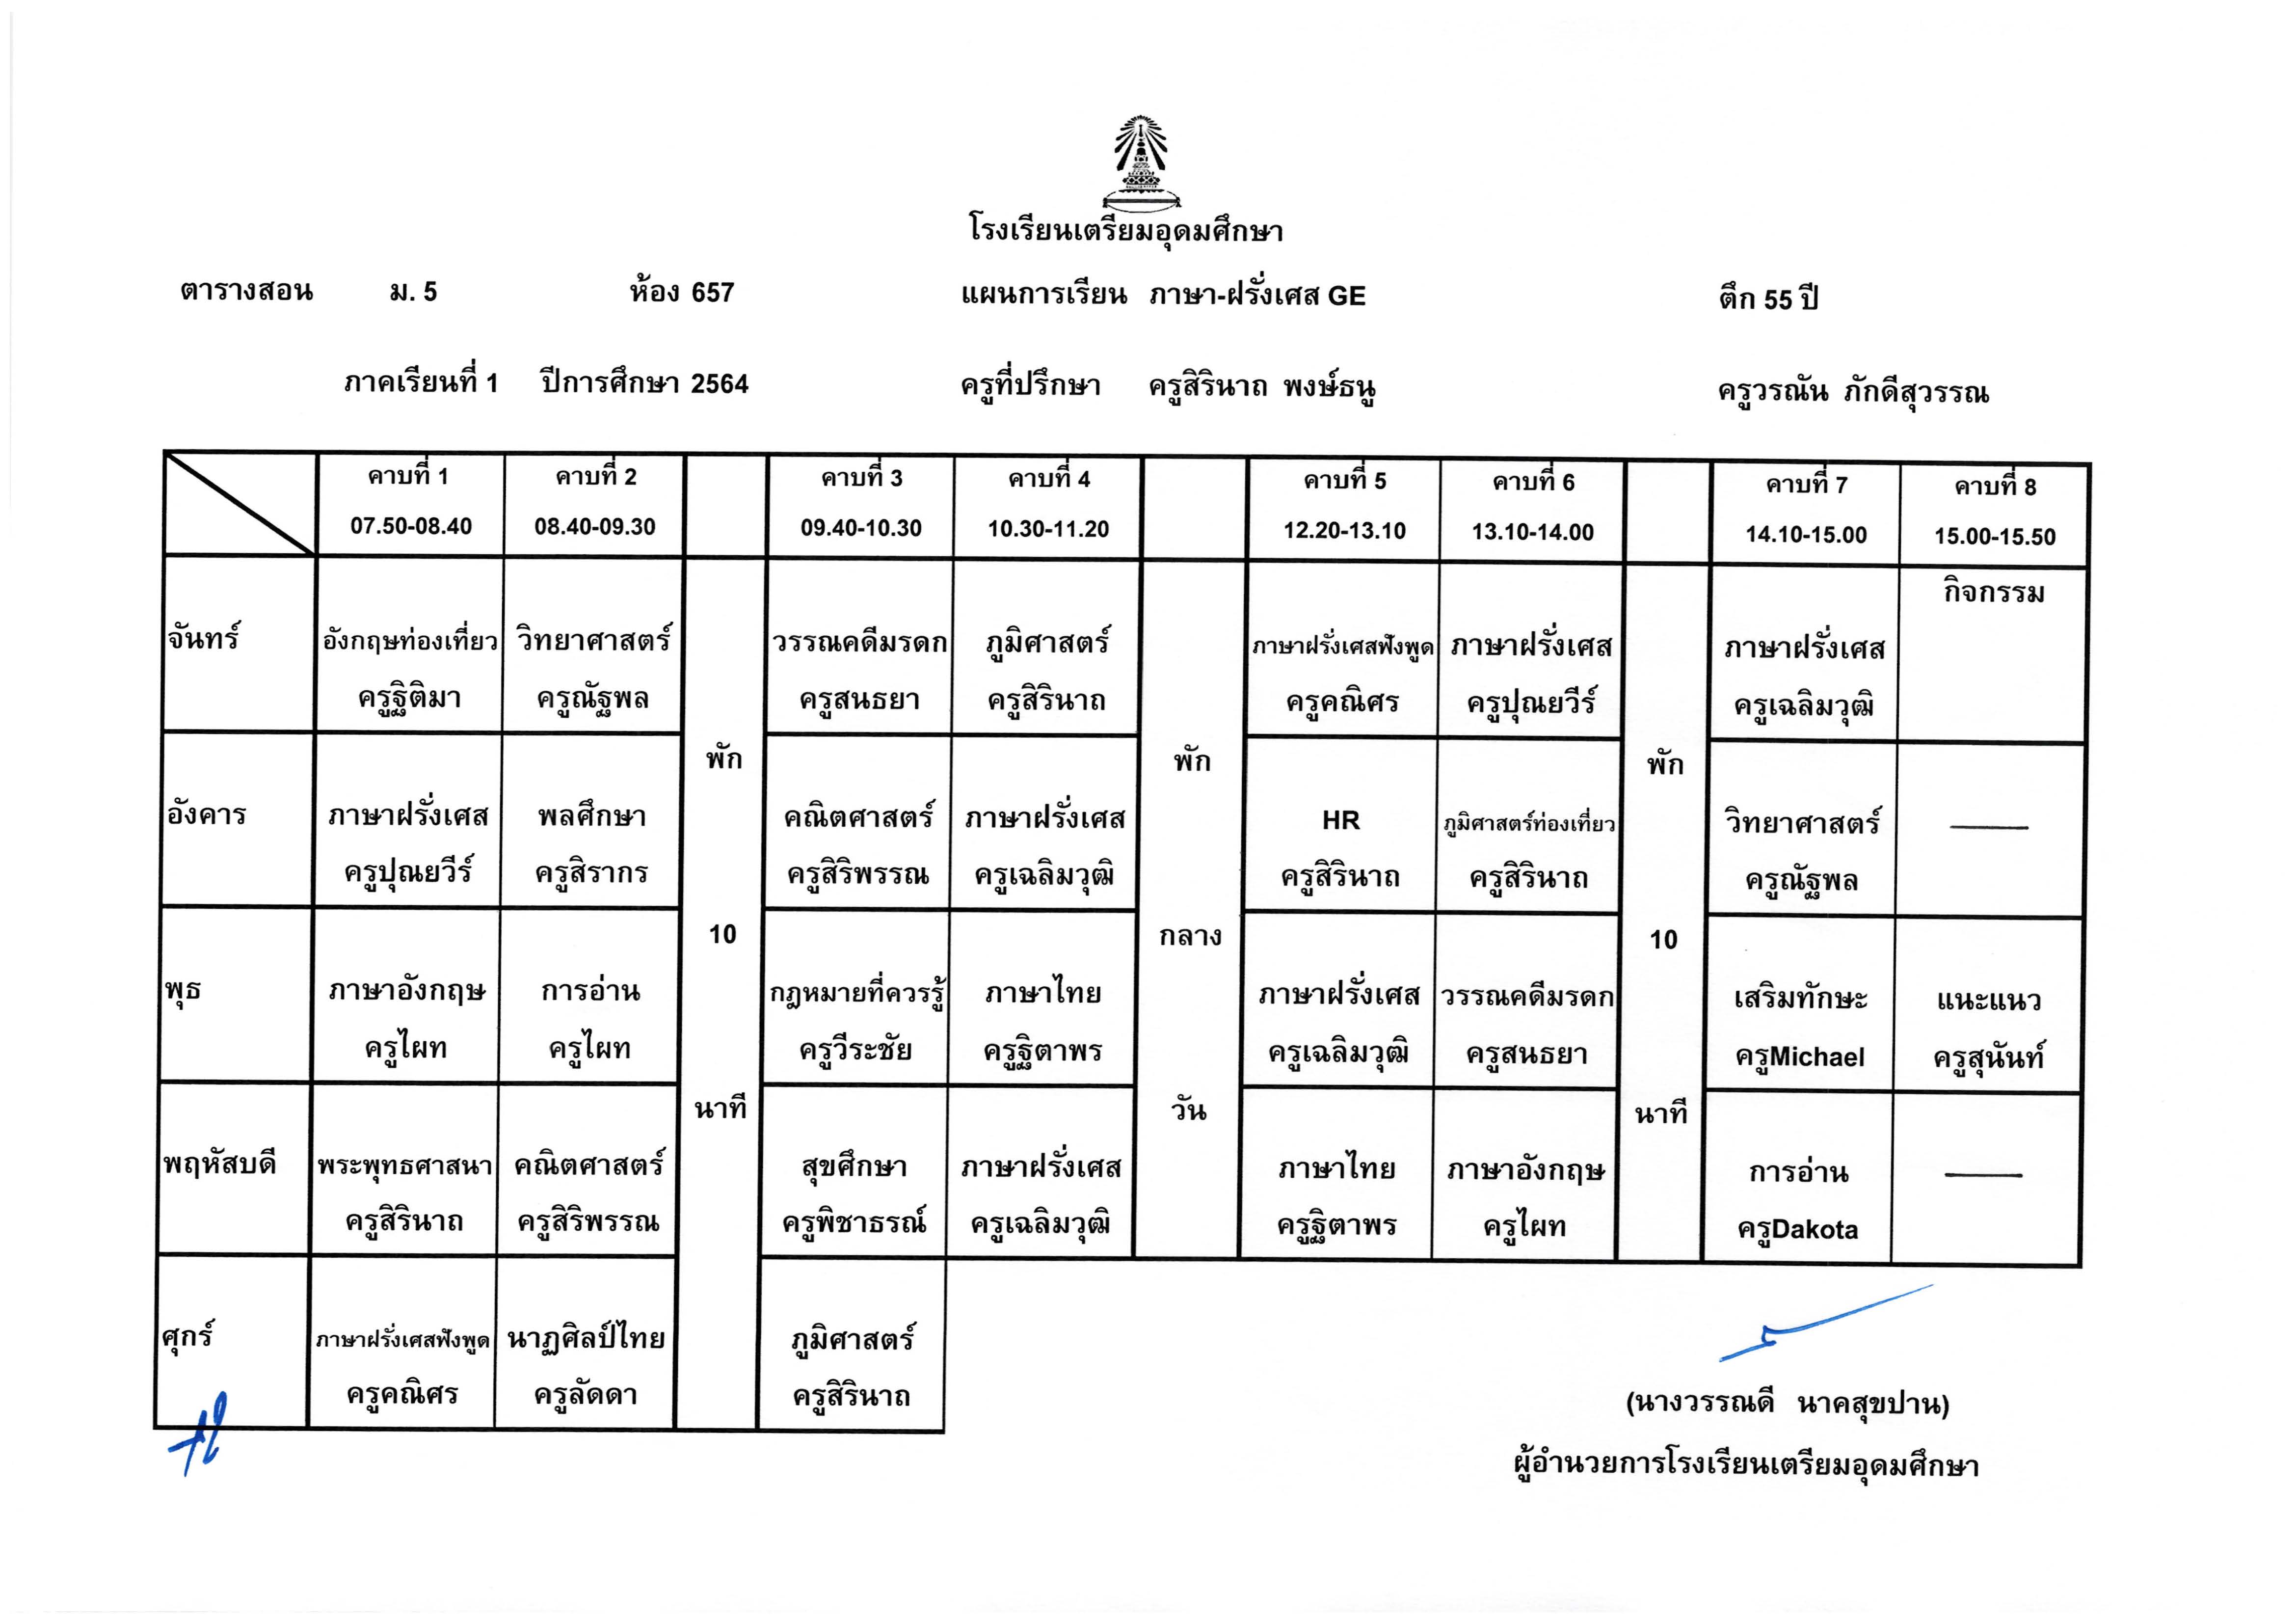 โรงเรียนเตรียมอุดมศึกษา
ตารางสอน ม. 5 ห้อง 657 แผนการเรียน ภาษา-ฝรั่งเศส GE ตึก 55 ปี
ภาคเรียนที่ 1 ปีการศึกษา 2564 ครูที่ปรึกษา ครูสิรินาถ พงษ์ธนู ครูวรณัน ภักดีสุวรรณ
คาบที่ 1 คาบที่ 2 คาบที่ 3 คาบที่ 4 คาบที่ 5 คาบที่ 6 คาบที่ 7 คาบที่ 8
07.50-08.40 08.40-09.30 09.40-10.30 10.30-11.20 12.20-13.10 13.10-14.00 14.10-15.00 15.00-15.50
กิจกรรม
จันทร์ อังกฤษท่องเที่ยว วิทยาศาสตร์ วรรณคดีมรดก ภูมิศาสตร์ ภาษาฝรั่งเศสฟังพูด ภาษาฝรั่งเศส ภาษาฝรั่งเศส
ครูฐิติมา ครูณัฐพล ครูสนธยา ครูสิรินาถ ครูคณิศร ครูปุณยวีร์ ครูเฉลิมวุฒิ
พัก พัก พัก
อังคาร ภาษาฝรั่งเศส พลศึกษา คณิตศาสตร์ ภาษาฝรั่งเศส HR ภูมิศาสตร์ท่องเที่ยว วิทยาศาสตร์
ครูปุณยวีร์ ครูสิรากร ครูสิริพรรณ ครูเฉลิมวุฒิ ครูสิรินาถ ครูสิรินาถ ครูณัฐพล
10 กลาง 10
พุธ ภาษาอังกฤษ การอ่าน กฎหมายที่ควรรู้ ภาษาไทย ภาษาฝรั่งเศส วรรณคดีมรดก เสริมทักษะ แนะแนว
ครูไผท ครูไผท ครูวีระชัย ครูฐิตาพร ครูเฉลิมวุฒิ ครูสนธยา ครูMichael ครูสุนันท์
นาที วัน นาที
พฤหัสบดี พระพุทธศาสนา คณิตศาสตร์ สุขศึกษา ภาษาฝรั่งเศส ภาษาไทย ภาษาอังกฤษ การอ่าน
ครูสิรินาถ ครูสิริพรรณ ครูพิชาธรณ์ ครูเฉลิมวุฒิ ครูฐิตาพร ครูไผท ครูDakota
ศุกร์ ภาษาฝรั่งเศสฟังพูด นาฏศิลป์ไทย ภูมิศาสตร์
ครูคณิศร ครูลัดดา ครูสิรินาถ
(นางวรรณดี นาคสุขปาน)
ผู้อำนวยการโรงเรียนเตรียมอุดมศึกษา